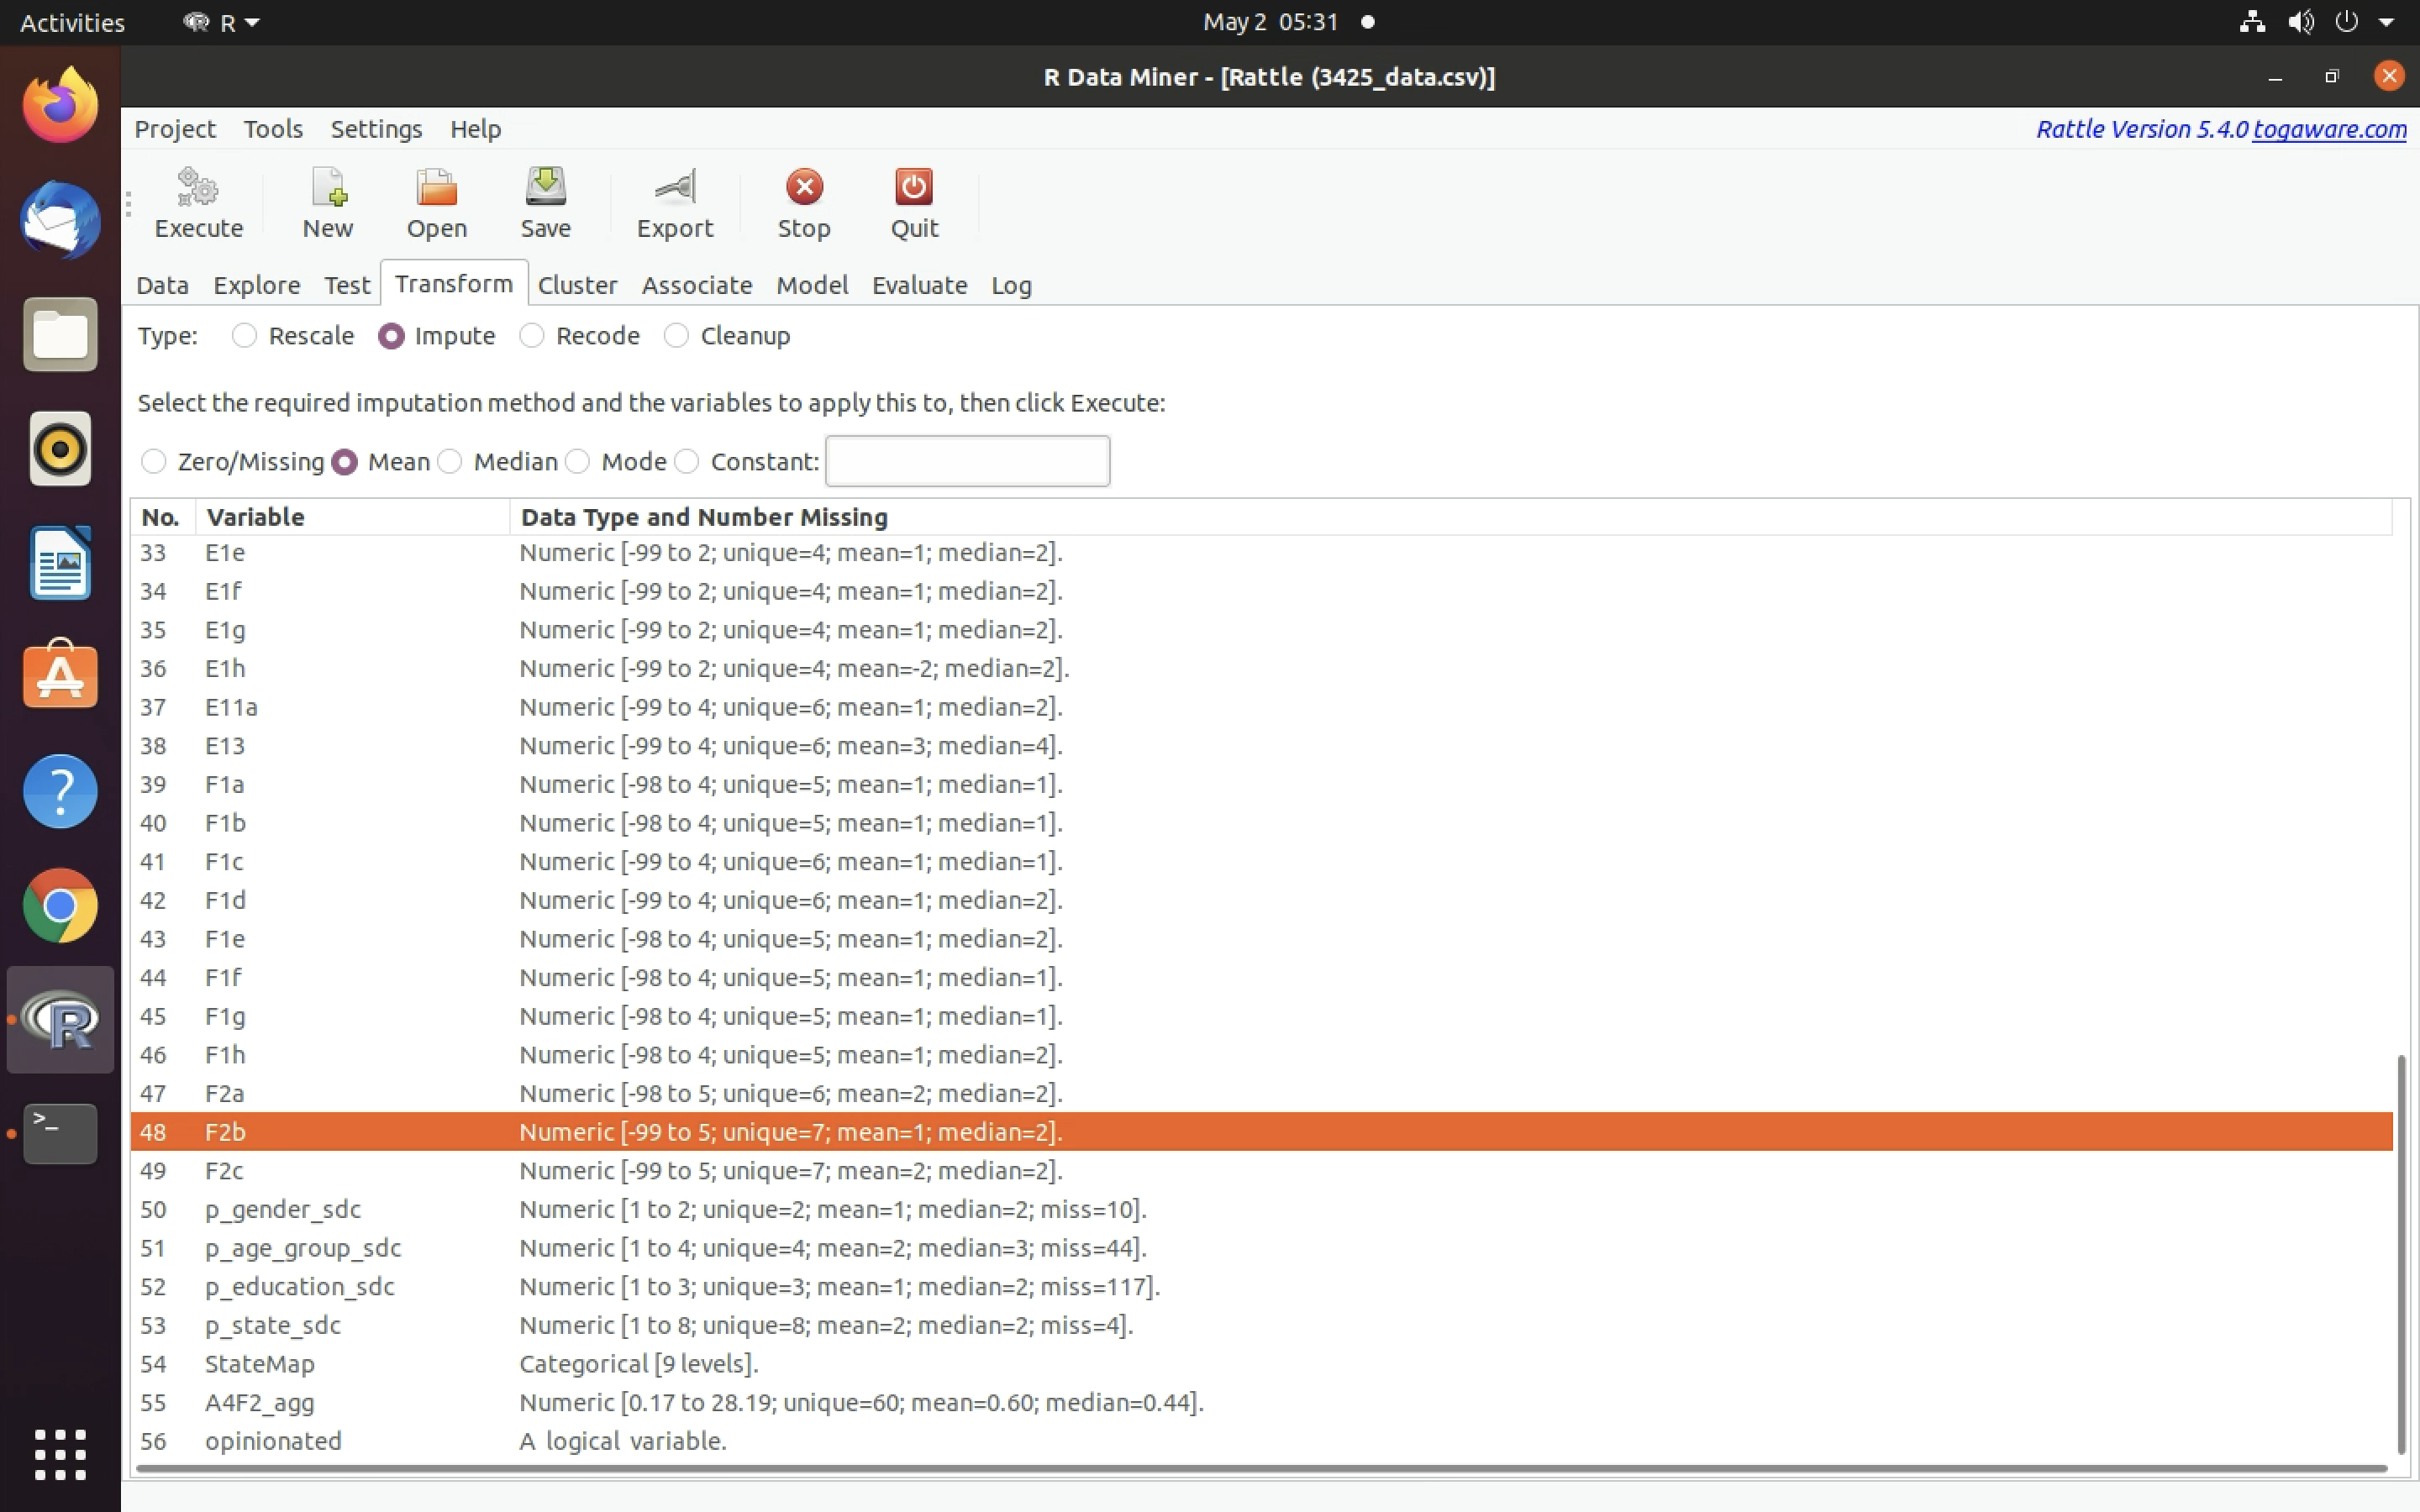 Activities R May 2 05:31
R Data Miner - [Rattle (3425_data.csv)]
Project Tools Settings Help Rattle Version 5.4.0 togaware.com
Execute New Open Save Export Stop Quit
Data Explore Test Transform Cluster Associate Model Evaluate Log
Type: Rescale Impute Recode Cleanup
Select the required imputation method and the variables to apply this to, then click Execute:
Zero/Missing Mean Median Mode Constant:
No. Variable Data Type and Number Missing
33 E1e Numeric [-99 to 2; unique=4; mean=1; median=2].
34 E1f Numeric [-99 to 2; unique=4; mean=1; median=2].
35 E1g Numeric [-99 to 2; unique=4; mean=1; median=2].
36 E1h Numeric [-99 to 2; unique=4; mean=-2; median=2].
37 E11a Numeric [-99 to 4; unique=6; mean=1; median=2].
38 E13 Numeric [-99 to 4; unique=6; mean=3; median=4].
39 F1a Numeric [-98 to 4; unique=5; mean=1; median=1].
40 F1b Numeric [-98 to 4; unique=5; mean=1; median=1].
41 F1c Numeric [-99 to 4; unique=6; mean=1; median=1].
42 F1d Numeric [-99 to 4; unique=6; mean=1; median=2].
43 F1e Numeric [-98 to 4; unique=5; mean=1; median=2].
44 F1f Numeric [-98 to 4; unique=5; mean=1; median=1].
45 F1g Numeric [-98 to 4; unique=5; mean=1; median=1].
46 F1h Numeric [-98 to 4; unique=5; mean=1; median=2].
47 F2a Numeric [-98 to 5; unique=6; mean=2; median=2].
48 F2b Numeric [-99 to 5; unique=7; mean=1; median=2].
49 F2c Numeric [-99 to 5; unique=7; mean=2; median=2].
50 p_gender_sdc Numeric [1 to 2; unique=2; mean=1; median=2; miss=10].
51 p_age_group_sdc Numeric [1 to 4; unique=4; mean=2; median=3; miss=44].
52 p_education_sdc Numeric [1 to 3; unique=3; mean=1; median=2; miss=117].
53 p_state_sdc Numeric [1 to 8; unique=8; mean=2; median=2; miss=4].
54 StateMap Categorical [9 levels].
55 A4F2_agg Numeric [0.17 to 28.19; unique=60; mean=0.60; median=0.44].
56 opinionated A logical variable.